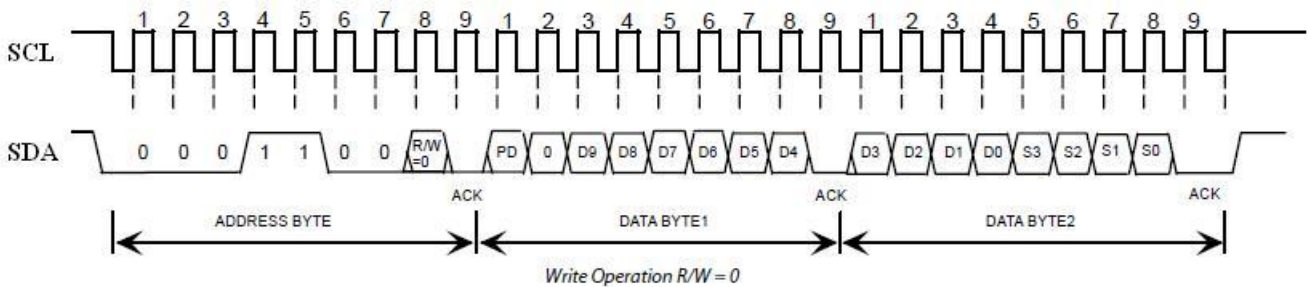 1 2 3 4 5 6 7 8 9 1 2 3 4 5 6 7 8 9 1 2 3 4 5 6 7 8 9
SCL
SDA 0 0 0 1 1 0 0 R/W =0 PD 0 D9 D8 D7 D6 D5 D4 D3 D2 D1 D0 S3 S2 S1 S0
ACK ACK ACK
ADDRESS BYTE DATA BYTE1 DATA BYTE2
Write Operation R/W = 0